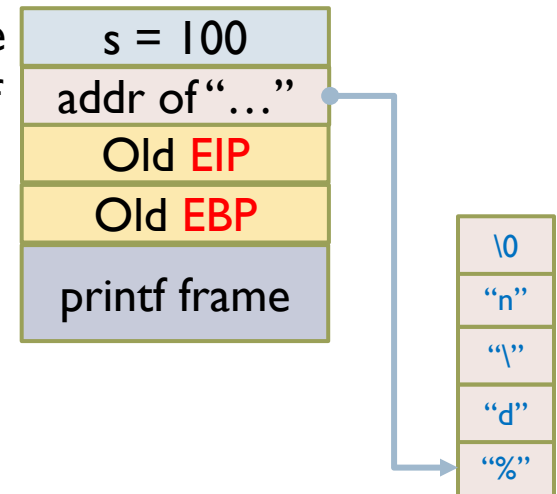 e
f
s = 100
addr of “…”
Old EIP
Old EBP
printf frame
\0
“n”
“\”
“d”
“%”